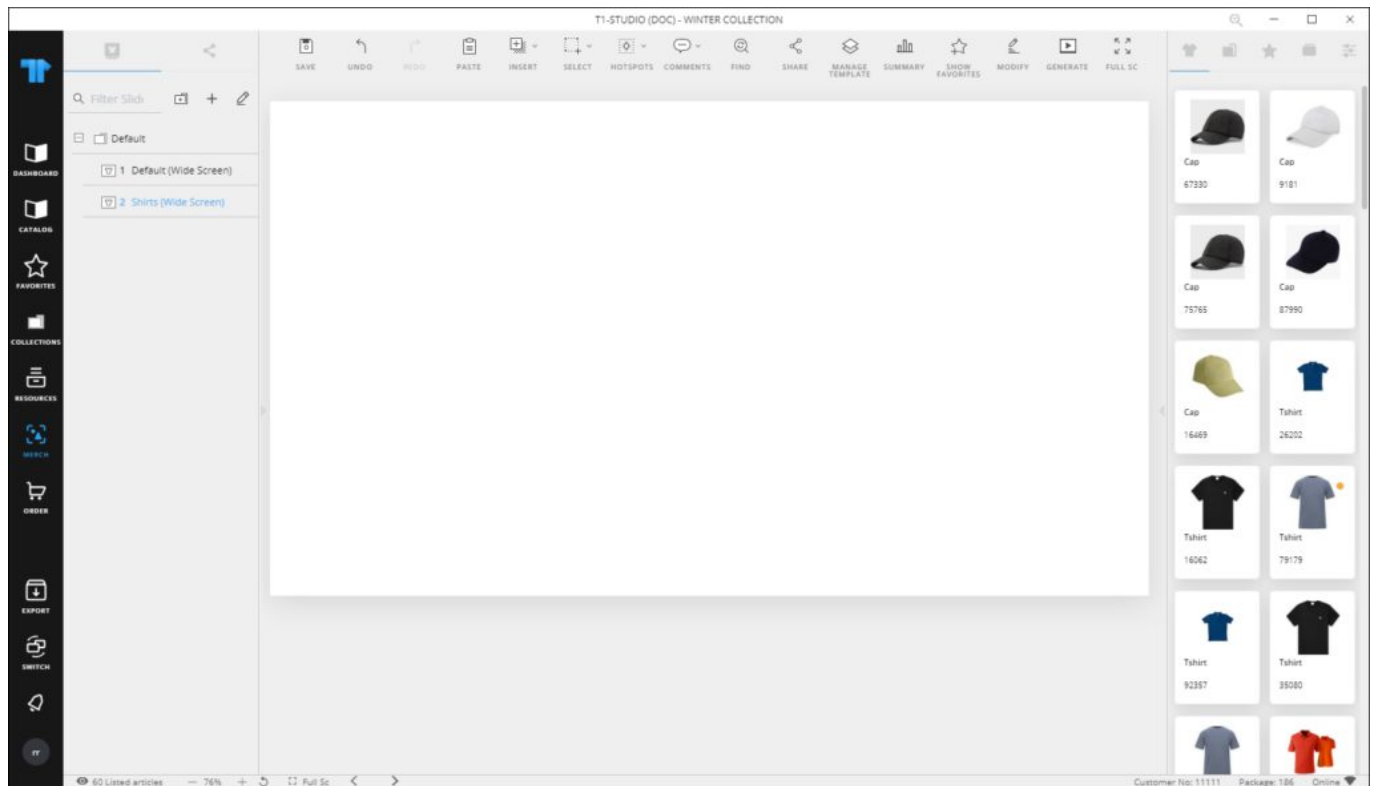 T1-STUDIO (DOC) - WINTER COLLECTION
SAVE
UNDO
REDO
PASTE
INSERT
SELECT
HOTSPOTS
COMMENTS
FIND
SHARE
MANAGE TEMPLATE
SUMMARY
SHOW FAVORITES
MODIFY
GENERATE
FULL SC
DASHBOARD
CATALOG
FAVORITES
COLLECTIONS
RESOURCES
MERCH
ORDER
EXPORT
SWITCH
Filter Slid
Default
1 Default (Wide Screen)
2 Shirts (Wide Screen)
Cap
67330
Cap
9181
Cap
75765
Cap
87990
Cap
16469
Tshirt
26202
Tshirt
16062
Tshirt
79179
Tshirt
92357
Tshirt
35080
60 Listed articles
76%
Full Sc
Customer No: 11111
Package: 186
Online